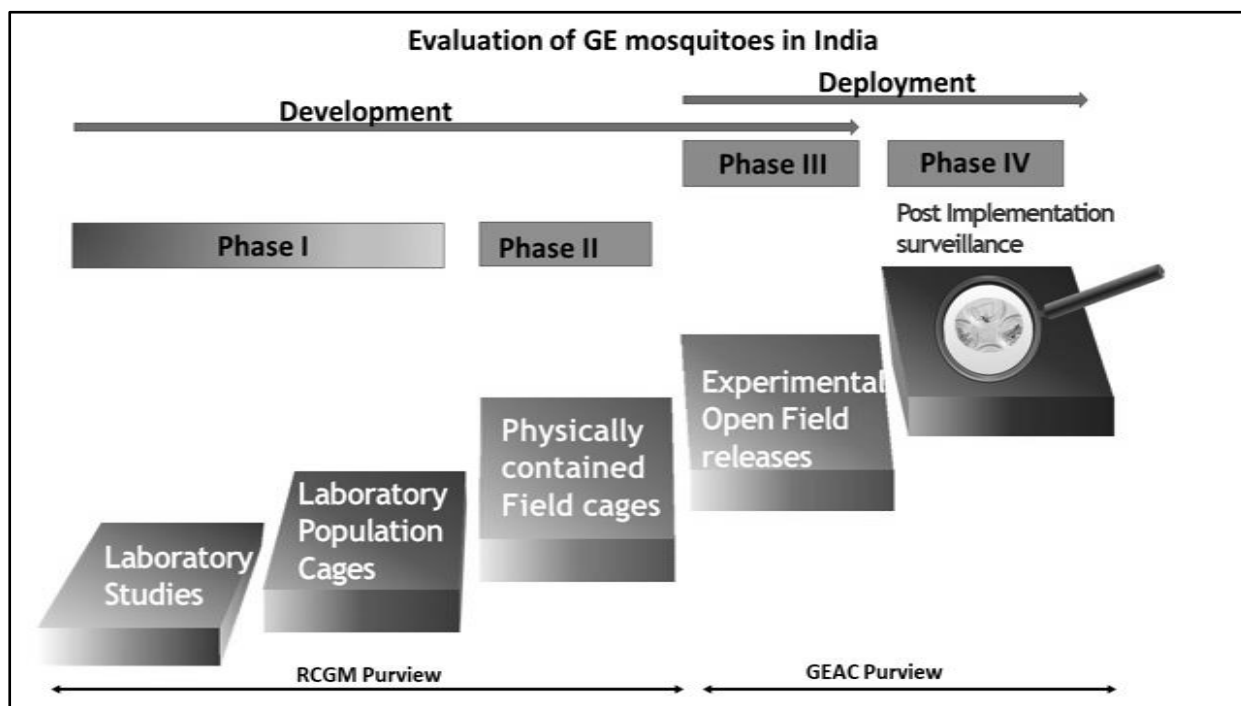 Evaluation of GE mosquitoes in India
Deployment
Development
Phase III
Phase IV
Post Implementation
surveillance
Phase I
Phase II
Experimental
Open Field
releases
Physically
contained
Field cages
Laboratory
Population
Cages
Laboratory
Studies
RCGM Purview
GEAC Purview